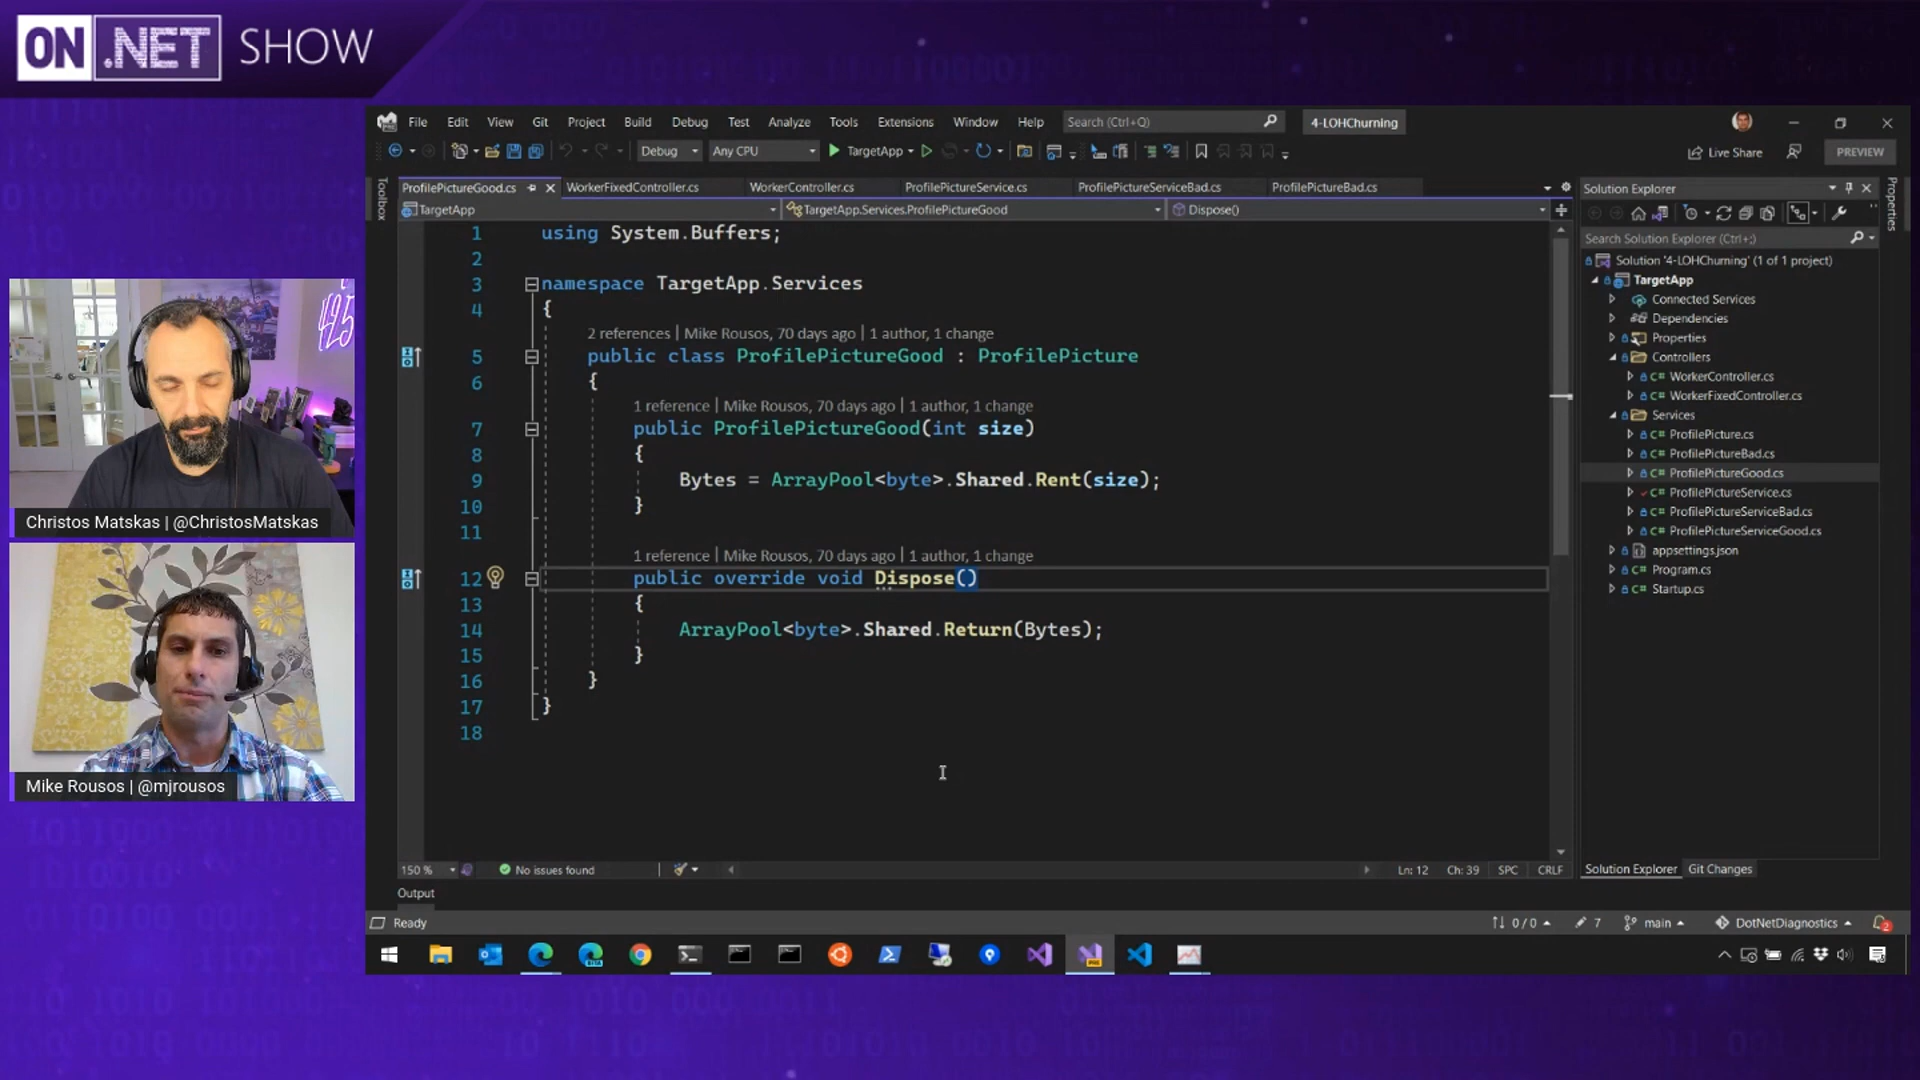 ON .NET SHOW
File Edit View Git Project Build Debug Test Analyze Tools Extensions Window Help Search (Ctrl+Q) 4-LOHChurning
Debug Any CPU TargetApp Live Share PREVIEW
Toolbox
ProfilePictureGood.cs WorkerFixedController.cs WorkerController.cs ProfilePictureService.cs ProfilePictureServiceBad.cs ProfilePictureBad.cs
TargetApp TargetApp.Services.ProfilePictureGood Dispose()
1 using System.Buffers;
2
3 namespace TargetApp.Services
4 {
2 references | Mike Rousos, 70 days ago | 1 author, 1 change
5 public class ProfilePictureGood : ProfilePicture
6 {
1 reference | Mike Rousos, 70 days ago | 1 author, 1 change
7 public ProfilePictureGood(int size)
8 {
9 Bytes = ArrayPool<byte>.Shared.Rent(size);
10 }
11
1 reference | Mike Rousos, 70 days ago | 1 author, 1 change
12 public override void Dispose()
13 {
14 ArrayPool<byte>.Shared.Return(Bytes);
15 }
16 }
17 }
18
150 % No issues found Ln: 12 Ch: 39 SPC CRLF
Output
Ready 0 / 0 7 main DotNetDiagnostics 2
Solution Explorer
Search Solution Explorer (Ctrl+;)
Solution '4-LOHChurning' (1 of 1 project)
TargetApp
Connected Services
Dependencies
Properties
Controllers
C# WorkerController.cs
C# WorkerFixedController.cs
Services
C# ProfilePicture.cs
C# ProfilePictureBad.cs
C# ProfilePictureGood.cs
C# ProfilePictureService.cs
C# ProfilePictureServiceBad.cs
C# ProfilePictureServiceGood.cs
appsettings.json
C# Program.cs
C# Startup.cs
Solution Explorer Git Changes
Properties
425
Christos Matskas | @ChristosMatskas
Mike Rousos | @mjrousos